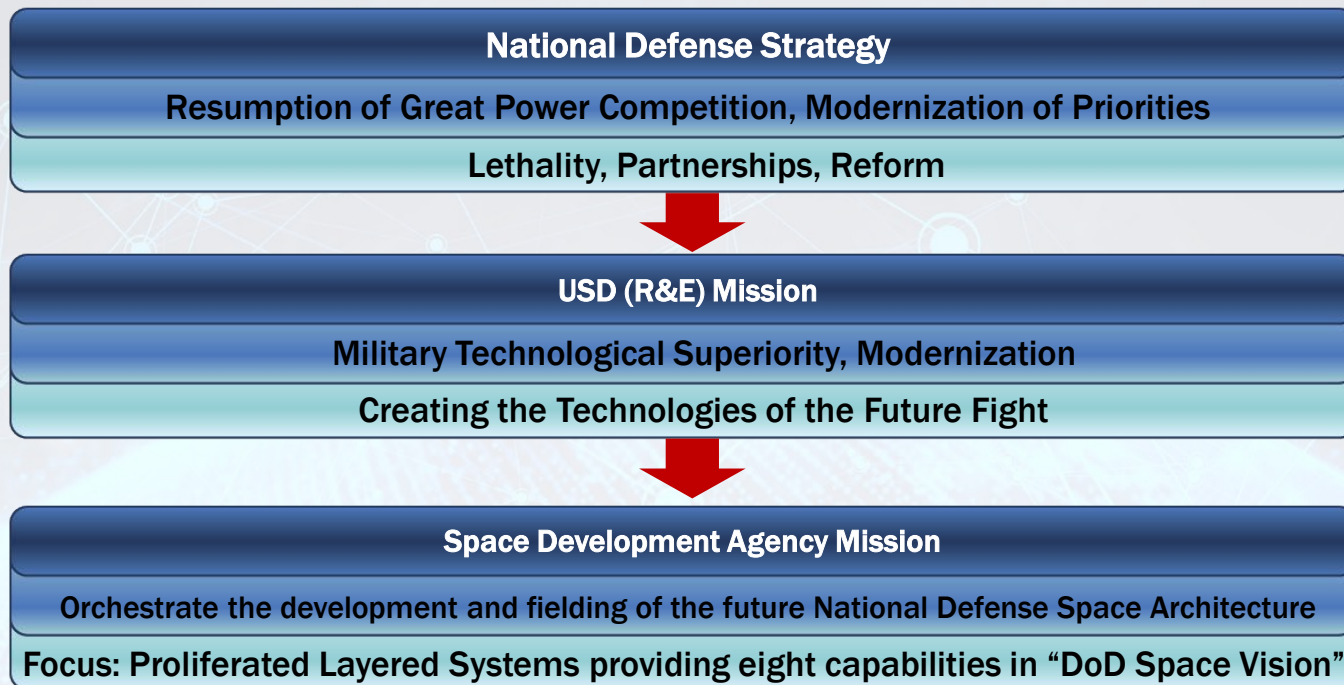 National Defense Strategy
Resumption of Great Power Competition, Modernization of Priorities
Lethality, Partnerships, Reform
USD (R&E) Mission
Military Technological Superiority, Modernization
Creating the Technologies of the Future Fight
Space Development Agency Mission
Orchestrate the development and fielding of the future National Defense Space Architecture
Focus: Proliferated Layered Systems providing eight capabilities in “DoD Space Vision”